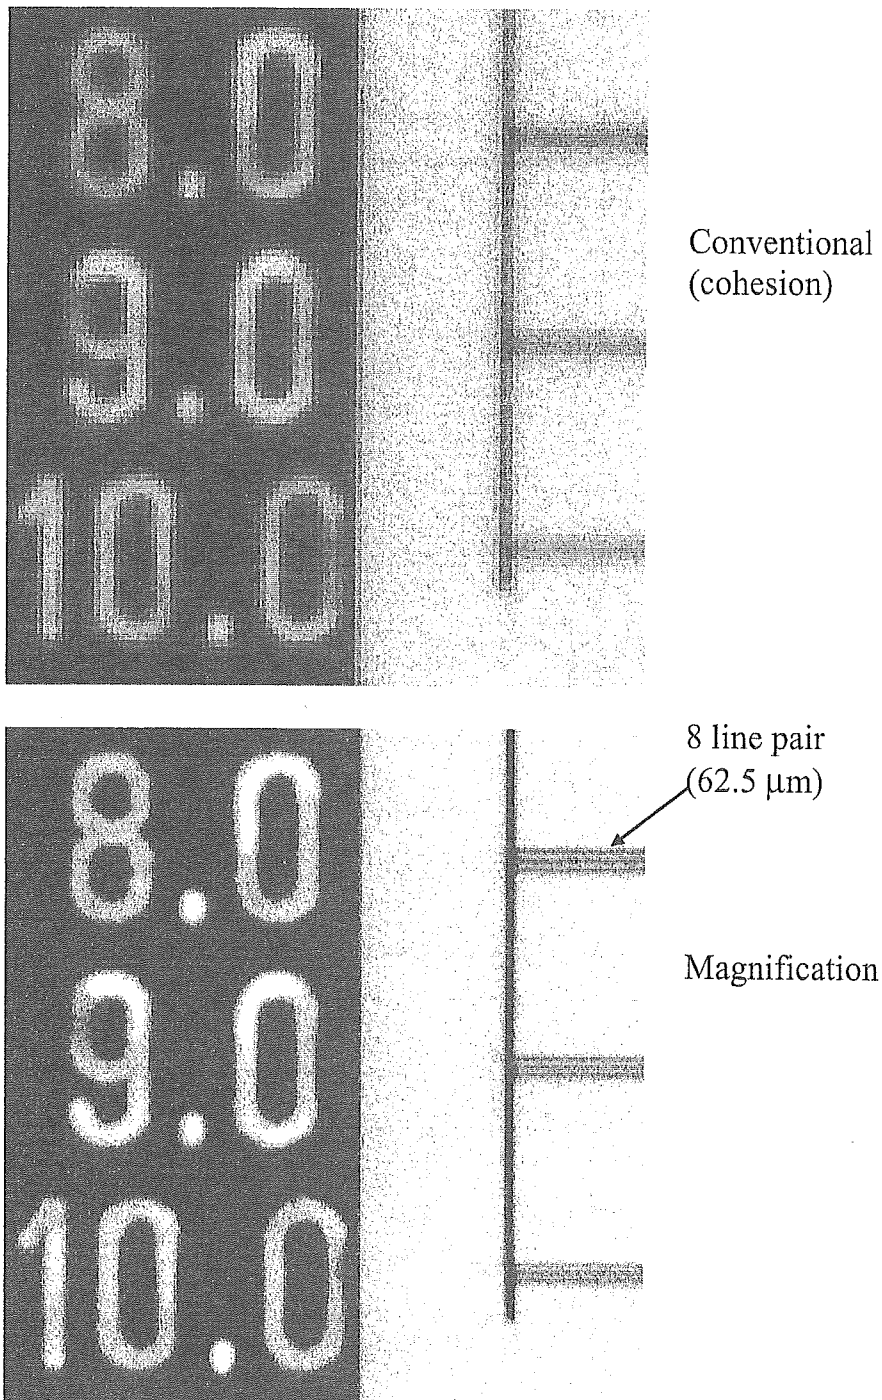 8.0
9.0
10.0
Conventional
(cohesion)
8.0
9.0
10.0
8 line pair
(62.5 μm)
Magnification